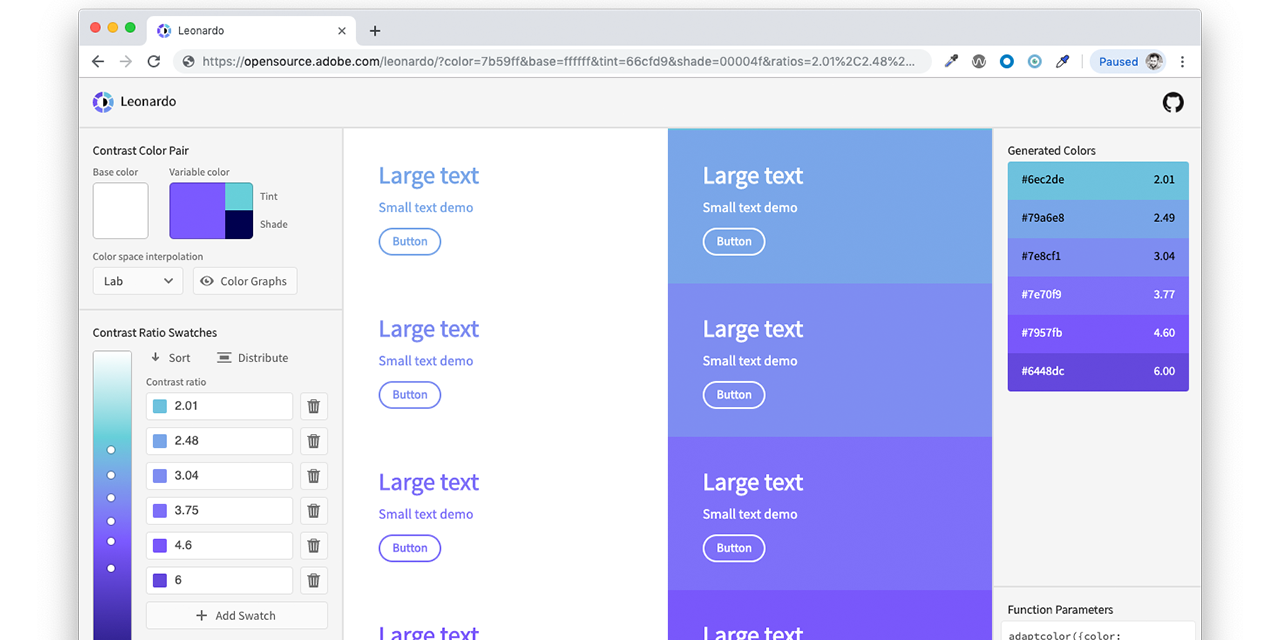 Leonardo
https://opensource.adobe.com/leonardo/?color=7b59ff&base=ffffff&tint=66cfd9&shade=00004f&ratios=2.01%2C2.48%2...
Paused
Leonardo
Contrast Color Pair
Base color
Variable color
Tint
Shade
Color space interpolation
Lab
Color Graphs
Contrast Ratio Swatches
Sort
Distribute
Contrast ratio
2.01
2.48
3.04
3.75
4.6
6
Add Swatch
Large text
Small text demo
Button
Large text
Small text demo
Button
Large text
Small text demo
Button
Large text
Large text
Small text demo
Button
Large text
Small text demo
Button
Large text
Small text demo
Button
Large text
Generated Colors
#6ec2de 2.01
#79a6e8 2.49
#7e8cf1 3.04
#7e70f9 3.77
#7957fb 4.60
#6448dc 6.00
Function Parameters
adaptcolor({color: